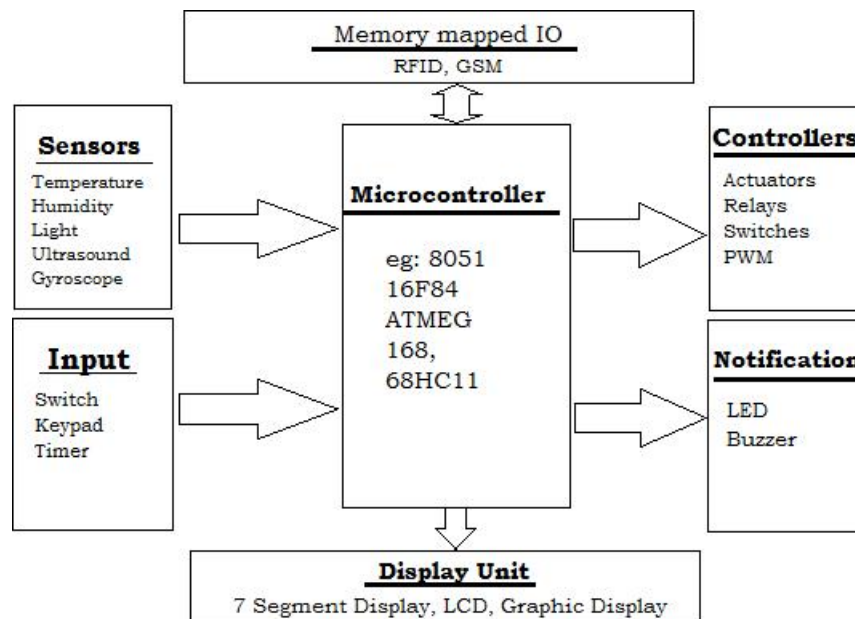 Memory mapped IO
RFID, GSM
Sensors
Temperature
Humidity
Light
Ultrasound
Gyroscope
Input
Switch
Keypad
Timer
Microcontroller
eg: 8051
16F84
ATMEG
168,
68HC11
Controllers
Actuators
Relays
Switches
PWM
Notification
LED
Buzzer
Display Unit
7 Segment Display, LCD, Graphic Display